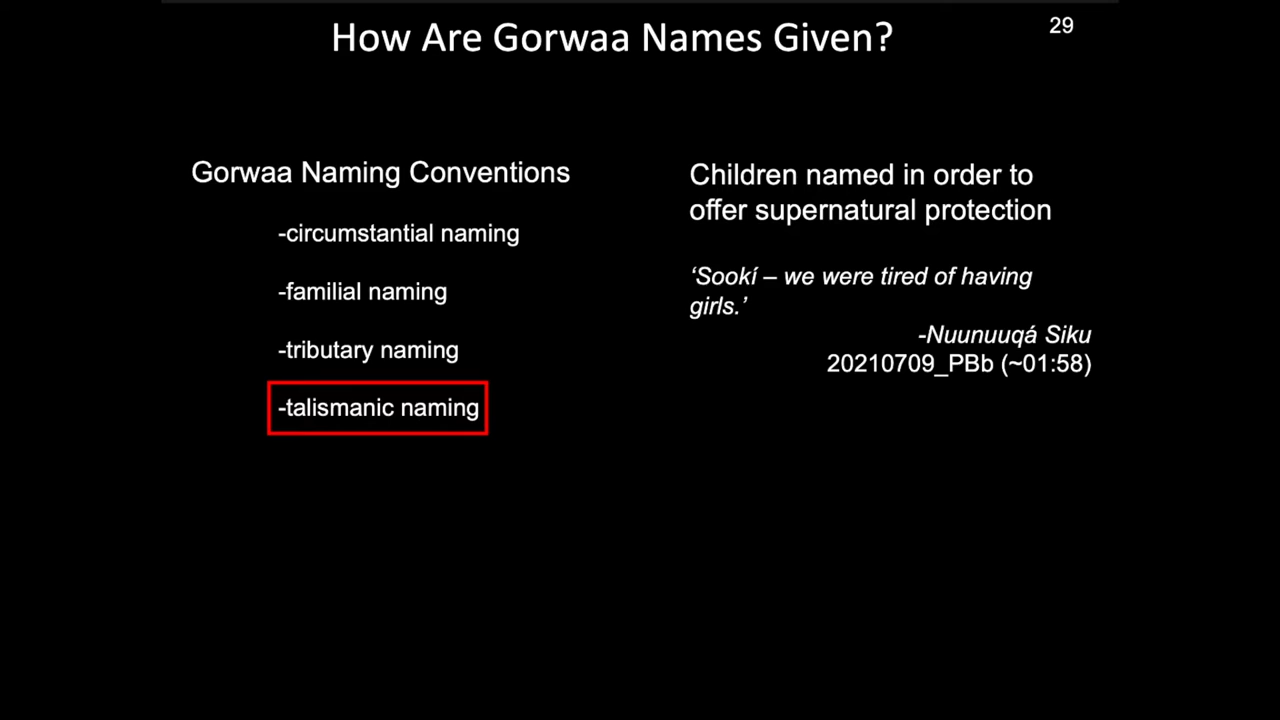 How Are Gorwaa Names Given?
29
Gorwaa Naming Conventions
-circumstantial naming
-familial naming
-tributary naming
-talismanic naming
Children named in order to
offer supernatural protection
‘Sookí – we were tired of having
girls.’
-Nuunuuqá Siku
20210709_PBb (~01:58)